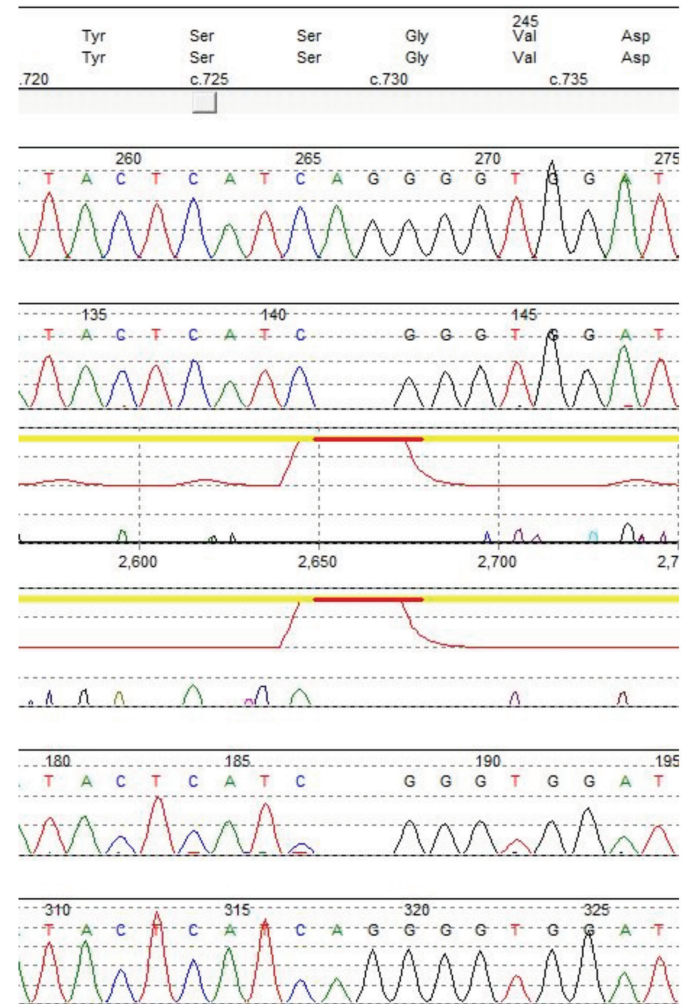 245
Tyr Ser Ser Gly Val Asp
Tyr Ser Ser Gly Val Asp
.720 c.725 c.730 c.735
260 265 270 275
T A C T C A T C A G G G G T G G A T
135 140 145
T A C T C A T C G G G T G G A T
2,600 2,650 2,700 2,7
180 185 190 195
T A C T C A T C G G G T G G A T
310 315 320 325
T A C T C A T C A G G G G T G G A T